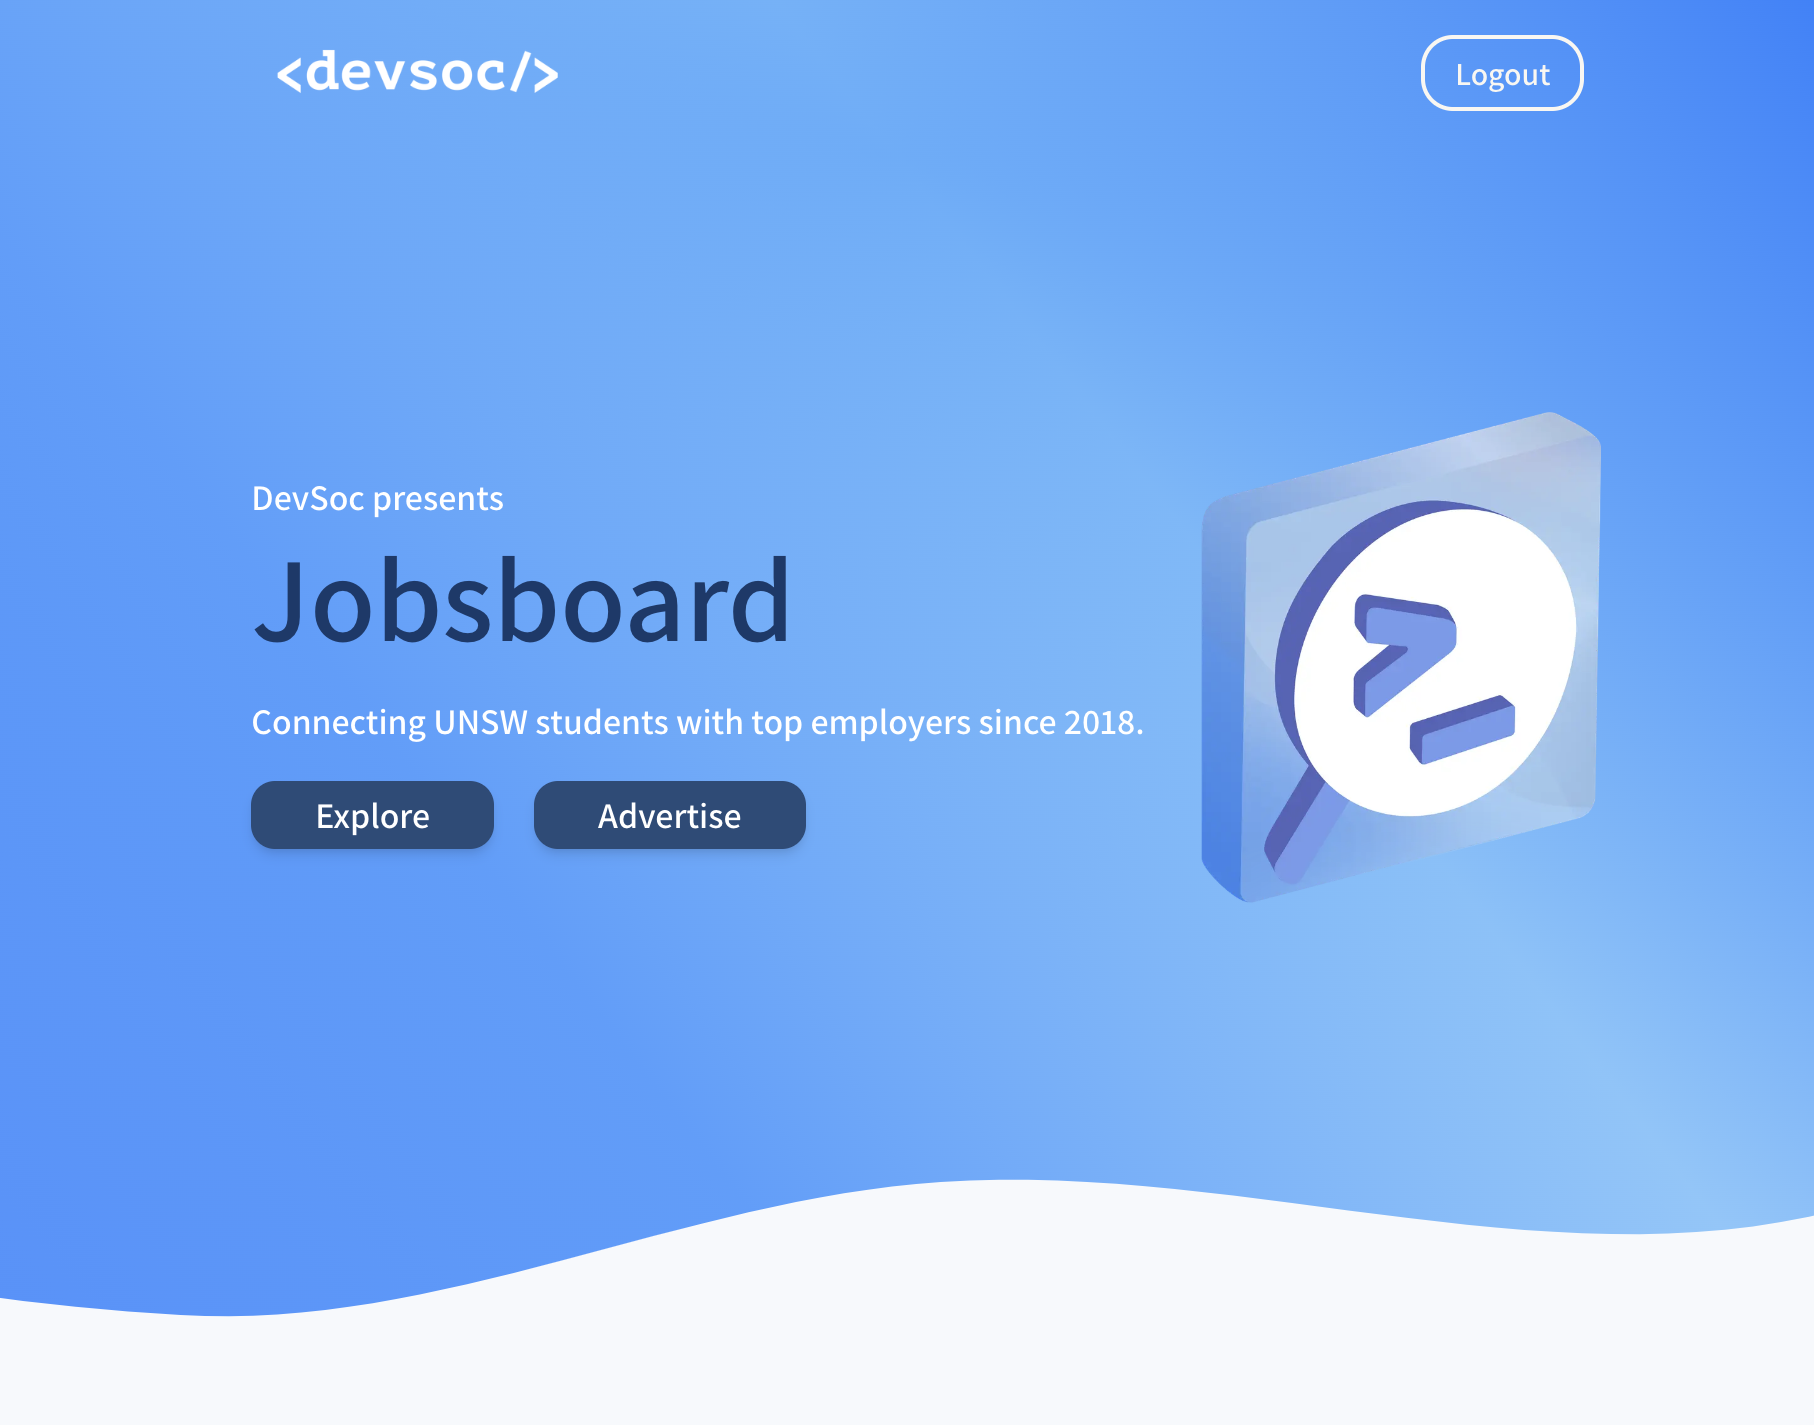 <devsoc/>
Logout
DevSoc presents
Jobsboard
Connecting UNSW students with top employers since 2018.
Explore
Advertise
>_